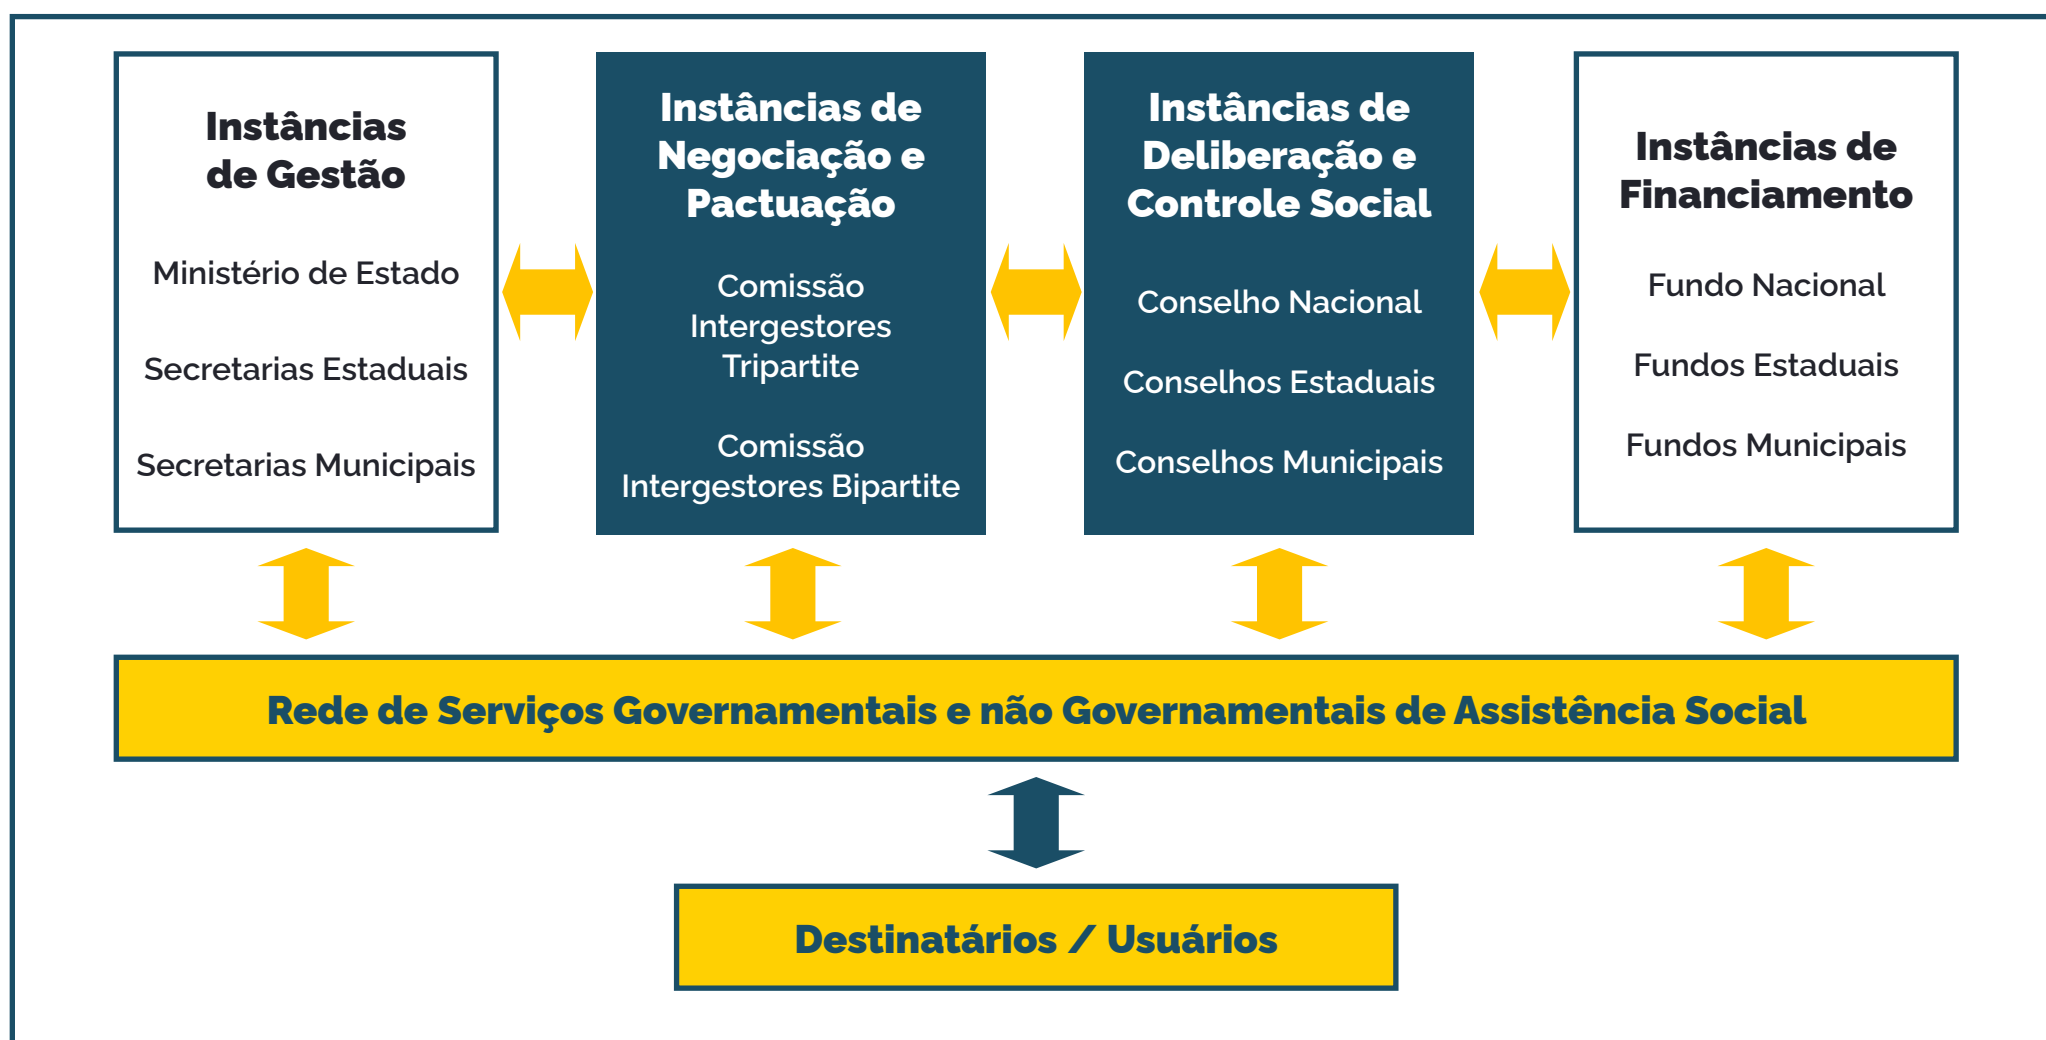 Instâncias
de Gestão
Ministério de Estado
Secretarias Estaduais
Secretarias Municipais
Instâncias de
Negociação e
Pactuação
Comissão
Intergestores
Tripartite
Comissão
Intergestores Bipartite
Instâncias de
Deliberação e
Controle Social
Conselho Nacional
Conselhos Estaduais
Conselhos Municipais
Instâncias de
Financiamento
Fundo Nacional
Fundos Estaduais
Fundos Municipais
Rede de Serviços Governamentais e não Governamentais de Assistência Social
Destinatários / Usuários